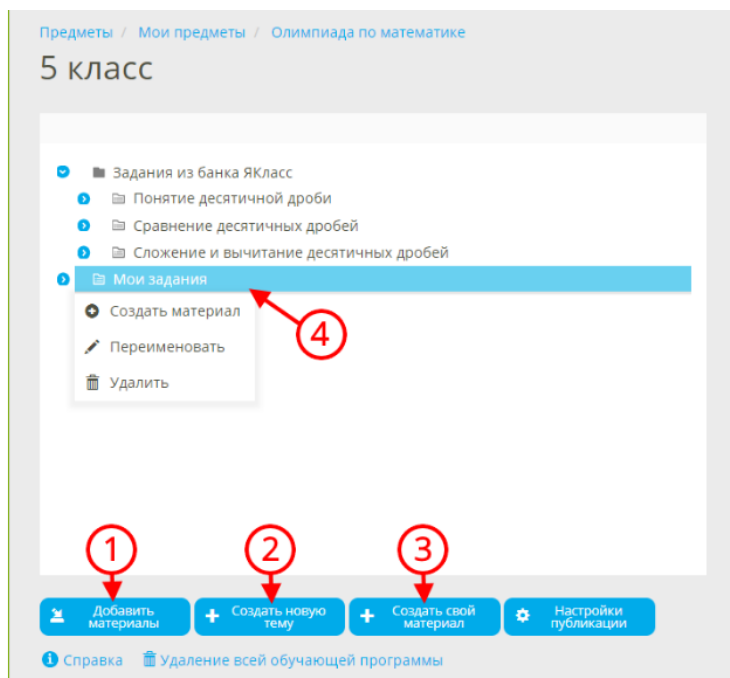 Предметы / Мои предметы / Олимпиада по математике
5 класс
Задания из банка ЯКласс
Понятие десятичной дроби
Сравнение десятичных дробей
Сложение и вычитание десятичных дробей
Мои задания
Создать материал
4
Переименовать
Удалить
1
2
3
Добавить
материалы
Создать новую
тему
Создать свой
материал
Настройки
публикации
Справка
Удаление всей обучающей программы